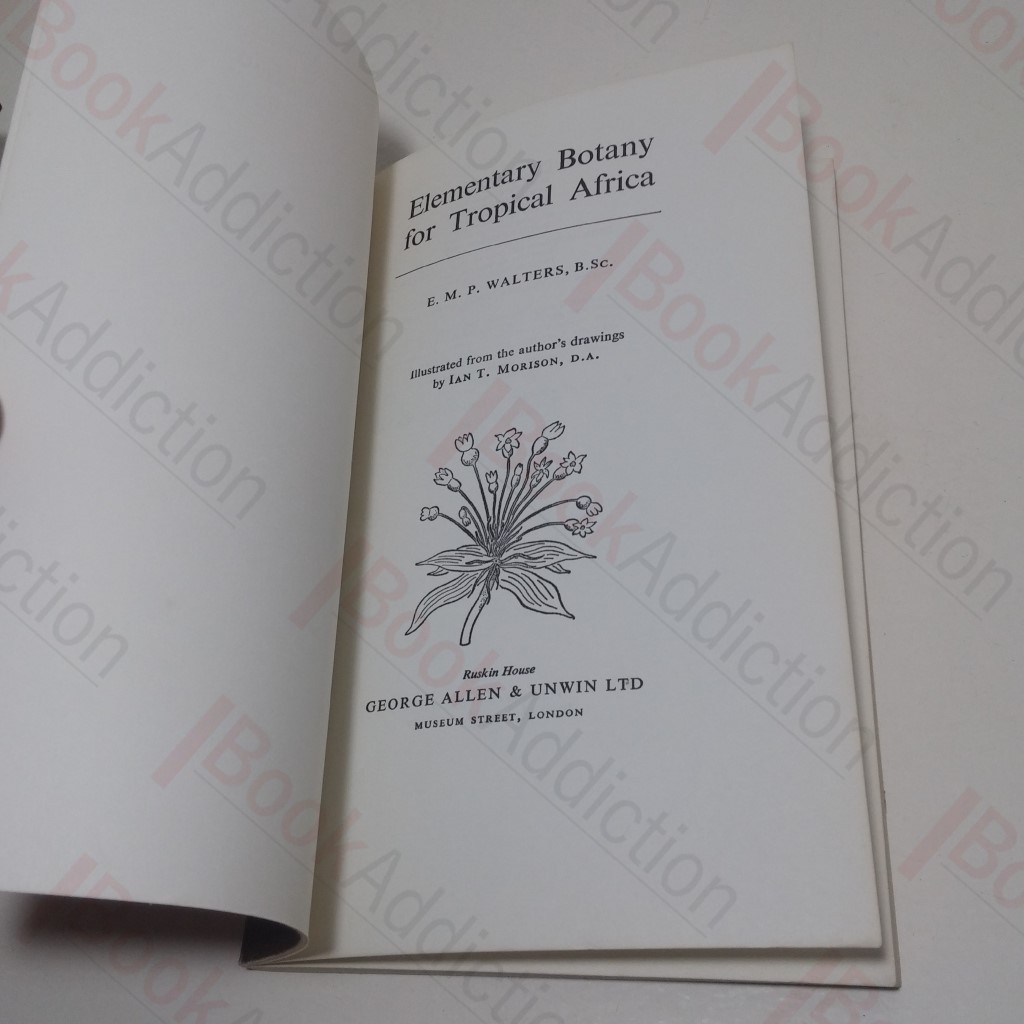 Elementary Botany
for Tropical Africa
E. M. P. WALTERS, B.Sc.
Illustrated from the author's drawings
by IAN T. MORISON, D.A.
Ruskin House
GEORGE ALLEN & UNWIN LTD
MUSEUM STREET, LONDON
BookAddiction